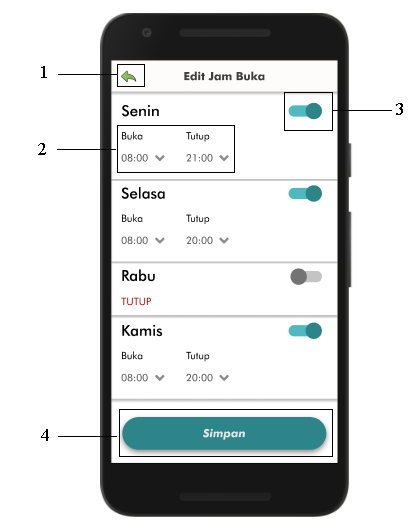 1
Edit Jam Buka
Senin
3
Buka Tutup
2
08:00 21:00
Selasa
Buka Tutup
08:00 20:00
Rabu
TUTUP
Kamis
Buka Tutup
08:00 20:00
4
Simpan